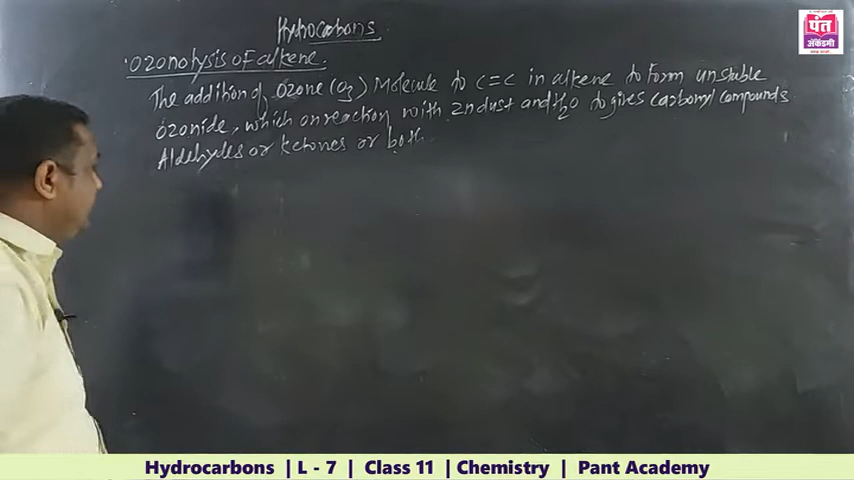 Hydrocarbons
Ozonolysis of alkene.
The addition of Ozone (O3) Molecule to C=C in alkene to form unstable
Ozonide, which on reaction with Zn dust and H2O to gives carbonyl compounds
Aldehydes or ketones or both.
पंत
अ‍ॅकॅडमी
Hydrocarbons | L - 7 | Class 11 | Chemistry | Pant Academy